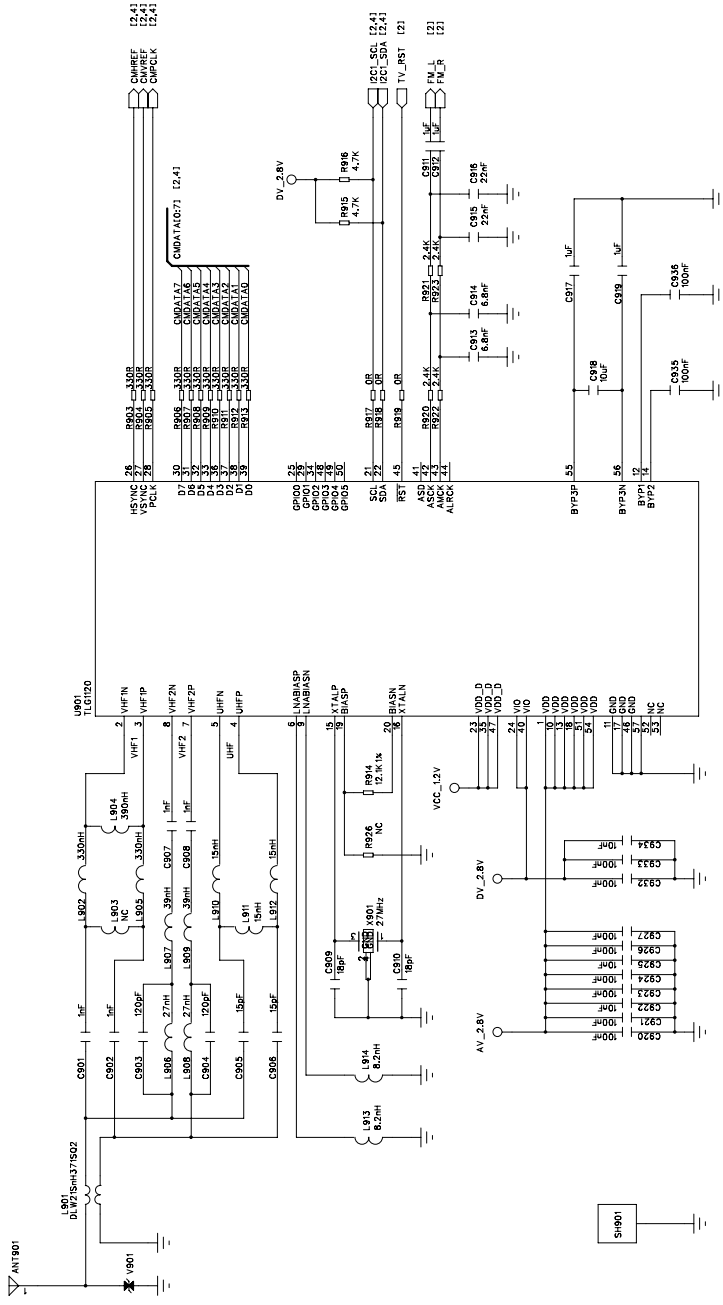 CMHREF [2,4]
CMVREF [2,4]
CMPCLK [2,4]
R903 330R
R904 330R
R905 330R
26 HSYNC
27 VSYNC
28 PCLK
CMDATA[0:7] [2,4]
R906 330R CMDATA7
R907 330R CMDATA6
R908 330R CMDATA5
R909 330R CMDATA4
R910 330R CMDATA3
R911 330R CMDATA2
R912 330R CMDATA1
R913 330R CMDATA0
30 D7
31 D6
32 D5
33 D4
36 D3
37 D2
38 D1
39 D0
25 GPIO0
29 GPIO1
34 GPIO2
48 GPIO3
49 GPIO4
50 GPIO5
DV_2.8V
R915
4.7K
R916
4.7K
I2C1_SCL [2,4]
I2C1_SDA [2,4]
TV_RST [2]
R917 0R
R918 0R
R919 0R
21 SCL
22 SDA
45 RST
FM_L [2]
FM_R [2]
C911 1uF
C912 1uF
C916
22nF
C915
22nF
R921 2.4K
R923 2.4K
C914
6.8nF
C913
6.8nF
R920 2.4K
R922 2.4K
41 ASD
42 ASCK
43 AMCK
44 ALRCK
C917 1uF
C919 1uF
C918
10uF
C936
100nF
C935
100nF
55 BYP3P
56 BYP3N
12 BYP1
14 BYP2
U901
TLG1120
VHF1N 2
VHF1P 3
VHF2N 8
VHF2P 7
UHFN 5
UHFP 4
VHF1
VHF2
UHF
LNABIASP 6
LNABIASN 9
XTALP 15
BIASP 19
BIASN 20
XTALN 16
VDD_D 23
VDD_D 35
VDD_D 47
VIO 24
VIO 40
VDD 1
VDD 10
VDD 13
VDD 18
VDD 51
VDD 54
GND 11
GND 17
GND 46
57
NC 52
NC 53
L904
390nH
L902 330nH
L903
NC
L905 330nH
C907 1nF
C908 1nF
L907 39nH
L909 39nH
L910 15nH
L911
15nH
L912 15nH
C901 1nF
C902 1nF
C903 120pF
L906 27nH
L908 27nH
C904 120pF
C905 15pF
C906 15pF
L901
DLW21SnH371SQ2
ANT901
1
V901
R914
12.1K1%
R926
NC
X901
27MHz
C909
18pF
C910
18pF
L914
8.2nH
L913
8.2nH
VCC_1.2V
DV_2.8V
10nF C934
100nF C933
100nF C932
AV_2.8V
100nF C927
100nF C926
10nF C925
100nF C924
100nF C923
100nF C922
100nF C921
100nF C920
SH901